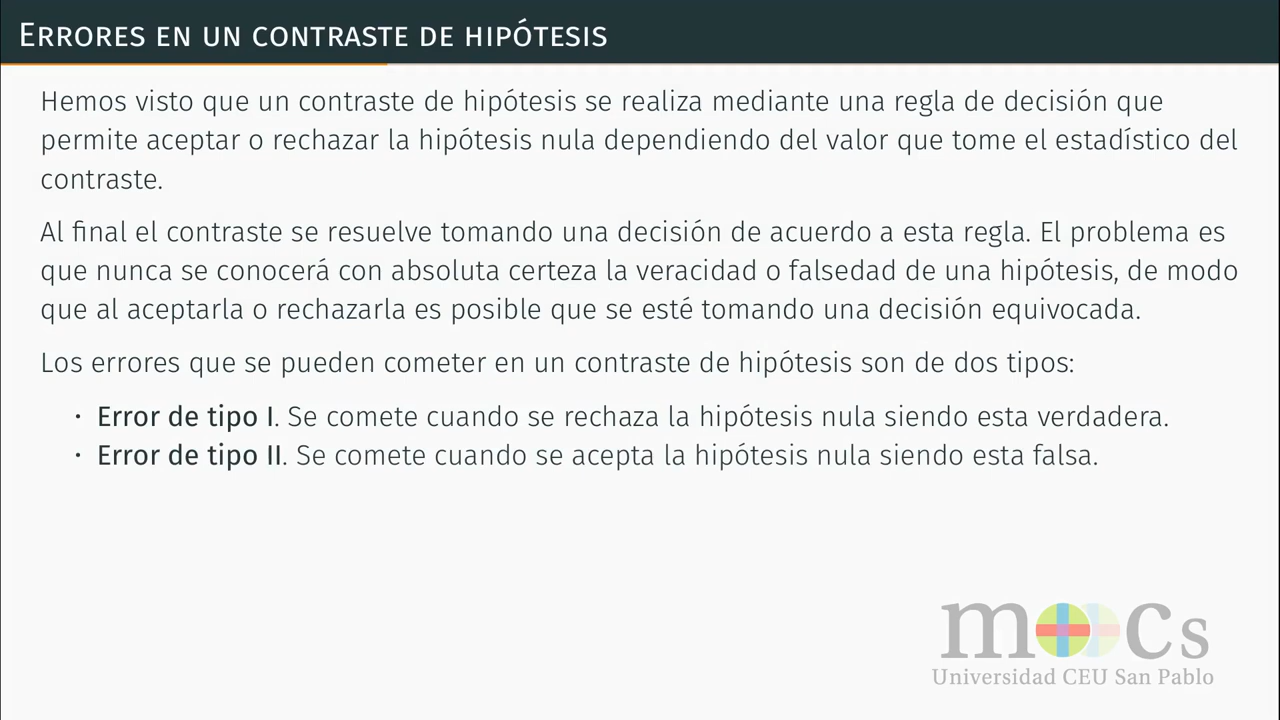 Errores en un contraste de hipótesis
Hemos visto que un contraste de hipótesis se realiza mediante una regla de decisión que
permite aceptar o rechazar la hipótesis nula dependiendo del valor que tome el estadístico del
contraste.
Al final el contraste se resuelve tomando una decisión de acuerdo a esta regla. El problema es
que nunca se conocerá con absoluta certeza la veracidad o falsedad de una hipótesis, de modo
que al aceptarla o rechazarla es posible que se esté tomando una decisión equivocada.
Los errores que se pueden cometer en un contraste de hipótesis son de dos tipos:
· Error de tipo I. Se comete cuando se rechaza la hipótesis nula siendo esta verdadera.
· Error de tipo II. Se comete cuando se acepta la hipótesis nula siendo esta falsa.
moocs
Universidad CEU San Pablo